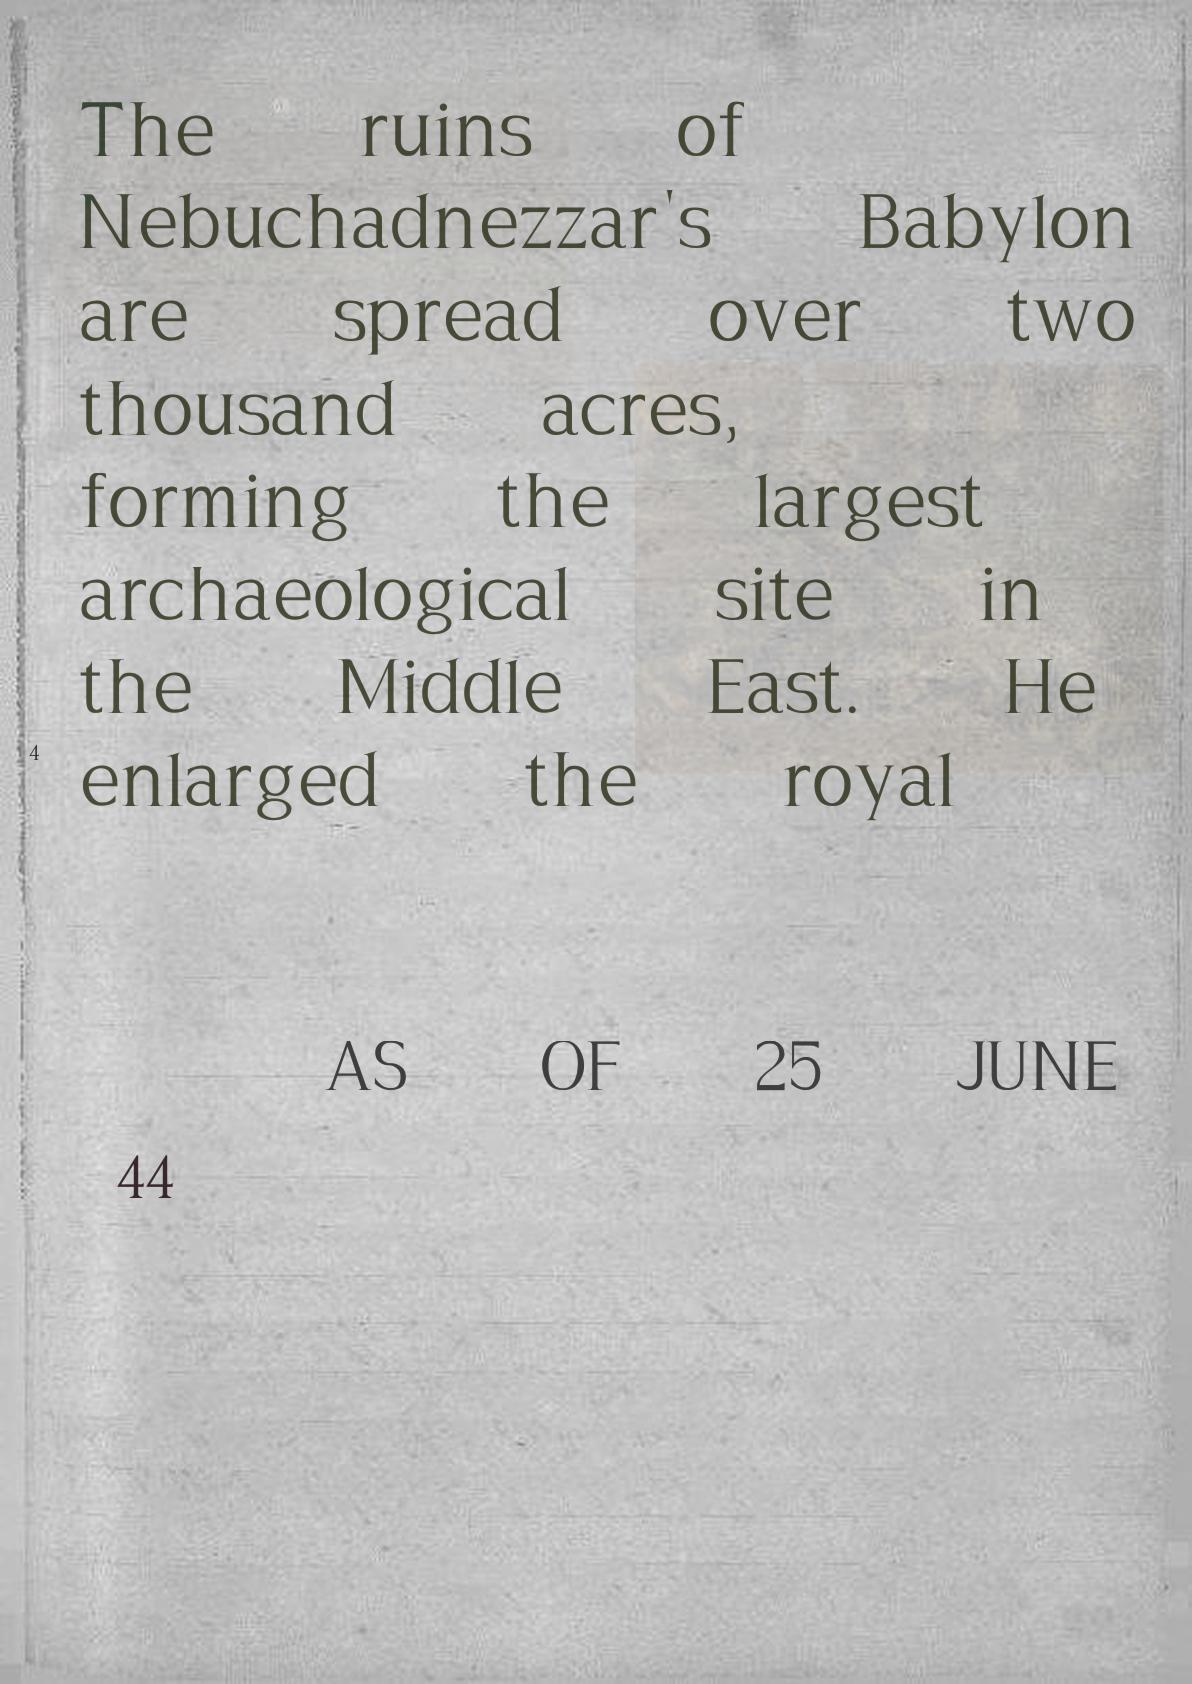 The ruins of
Nebuchadnezzar's Babylon
are spread over two
thousand acres,
forming the largest
archaeological site in
the Middle East. He
4
enlarged the royal
AS OF 25 JUNE
44